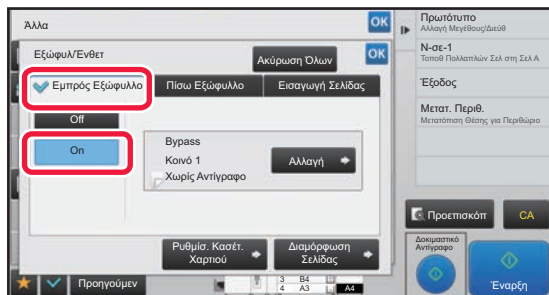 Άλλα
OK
Εξώφυλ/Ένθετ
Ακύρωση Όλων
OK
Εμπρός Εξώφυλλο
Πίσω Εξώφυλλο
Εισαγωγή Σελίδας
Off
On
Bypass
Κοινό 1
Χωρίς Αντίγραφο
Αλλαγή
Ρυθμίσ. Κασέτ.
Χαρτιού
Διαμόρφωση
Σελίδας
Προηγούμεν
3 B4
4 A3
A4
Πρωτότυπο
Αλλαγή Μεγέθους/Διεύθ
N-σε-1
Τοποθ Πολλαπλών Σελ στη Σελ Α
Έξοδος
Μετατ. Περιθ.
Μετατόπιση Θέσης για Περιθώριο
Προεπισκόπ
CA
Δοκιμαστικό
Αντίγραφο
Έναρξη